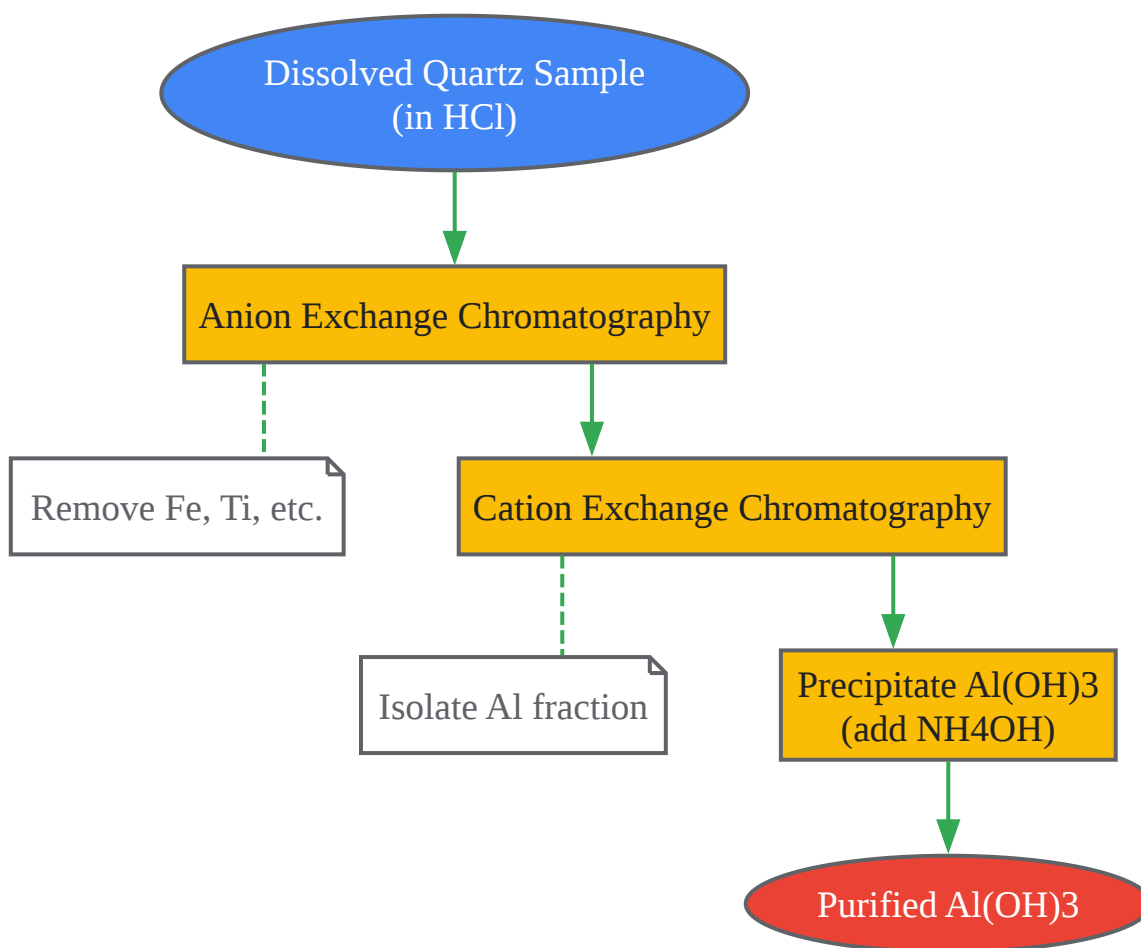 Dissolved Quartz Sample
(in HCl)
Anion Exchange Chromatography
Remove Fe, Ti, etc.
Cation Exchange Chromatography
Isolate Al fraction
Precipitate Al(OH)3
(add NH4OH)
Purified Al(OH)3